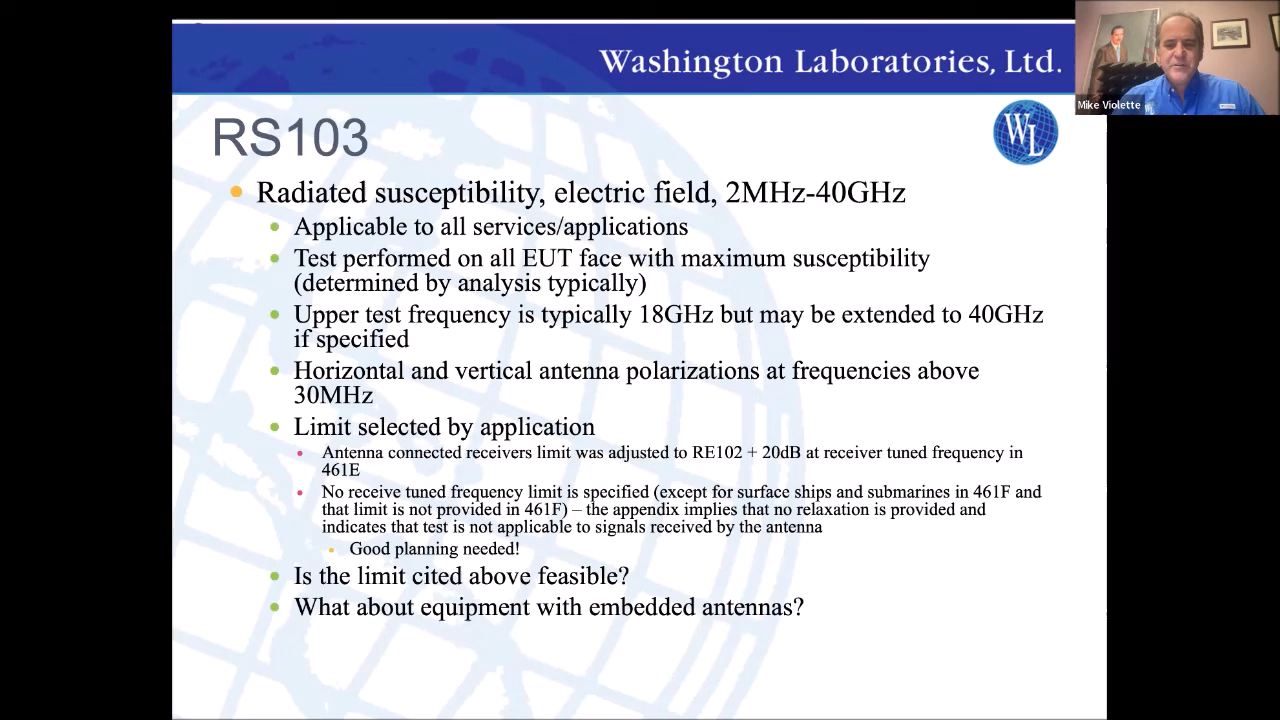 Washington Laboratories, Ltd.
Mike Violette
WL
RS103
Radiated susceptibility, electric field, 2MHz-40GHz
Applicable to all services/applications
Test performed on all EUT face with maximum susceptibility
(determined by analysis typically)
Upper test frequency is typically 18GHz but may be extended to 40GHz
if specified
Horizontal and vertical antenna polarizations at frequencies above
30MHz
Limit selected by application
Antenna connected receivers limit was adjusted to RE102 + 20dB at receiver tuned frequency in
461E
No receive tuned frequency limit is specified (except for surface ships and submarines in 461F and
that limit is not provided in 461F) – the appendix implies that no relaxation is provided and
indicates that test is not applicable to signals received by the antenna
Good planning needed!
Is the limit cited above feasible?
What about equipment with embedded antennas?